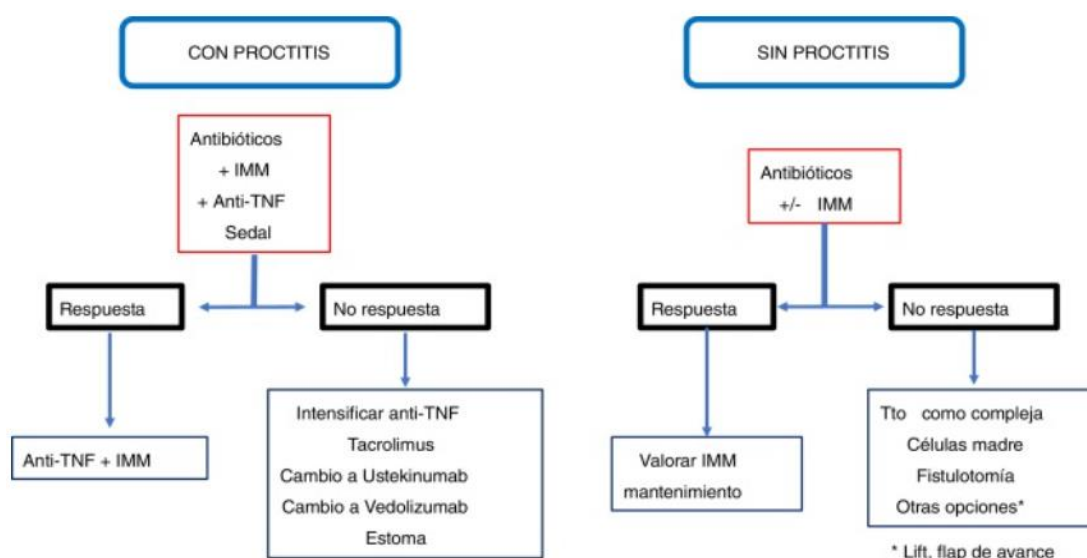 CON PROCTITIS
Antibióticos
+ IMM
+ Anti-TNF
Sedal
Respuesta
No respuesta
Anti-TNF + IMM
Intensificar anti-TNF
Tacrolimus
Cambio a Ustekinumab
Cambio a Vedolizumab
Estoma
SIN PROCTITIS
Antibióticos
+/- IMM
Respuesta
No respuesta
Valorar IMM
mantenimiento
Tto como compleja
Células madre
Fistulotomía
Otras opciones*
* Lift, flap de avance